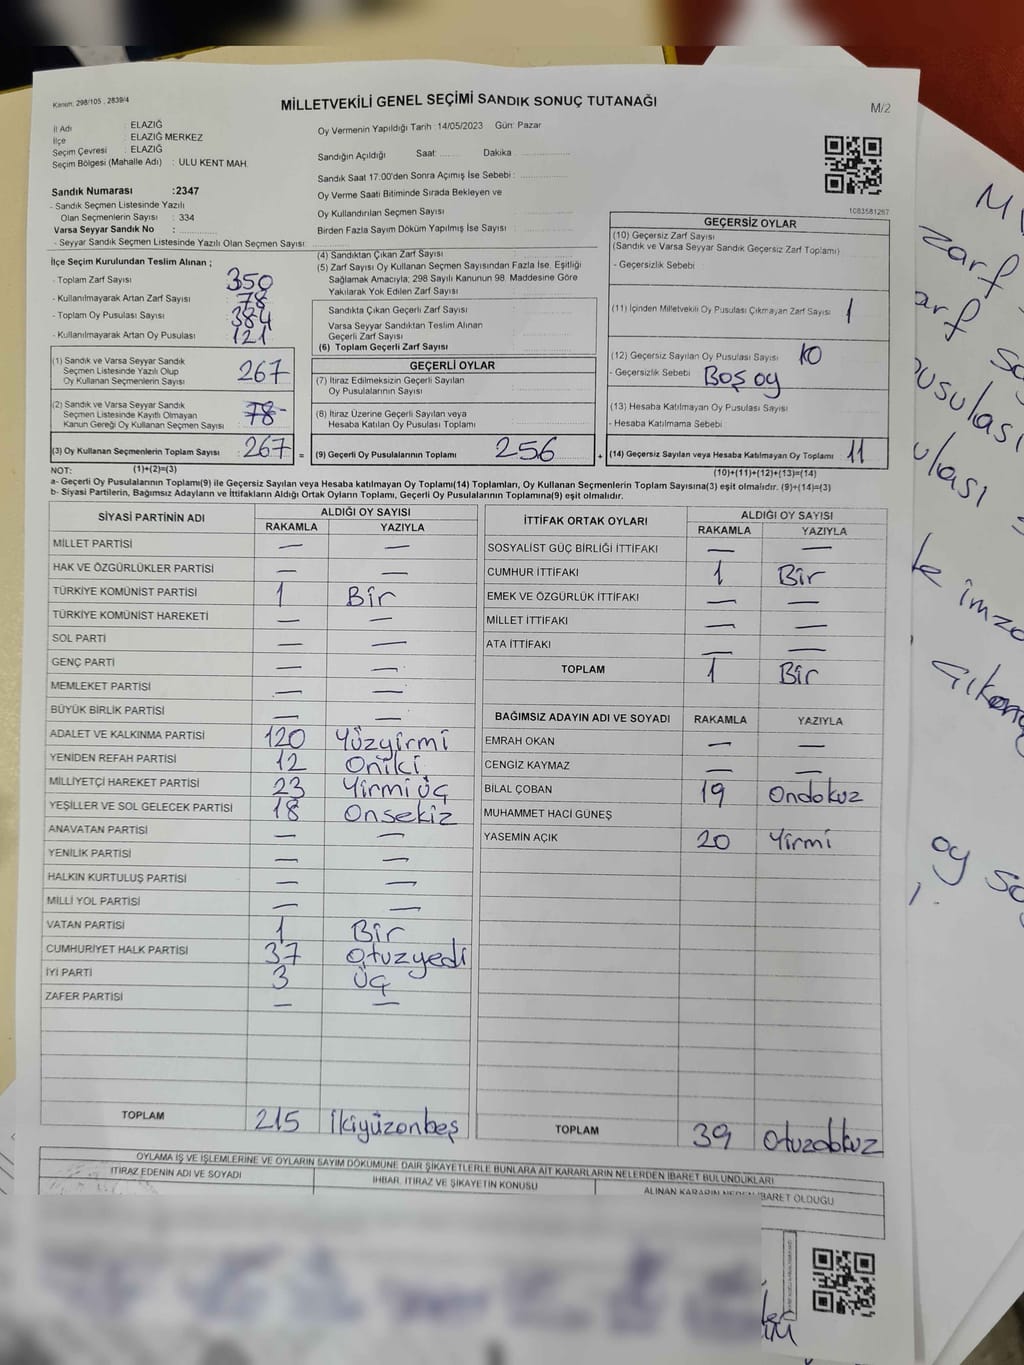 Kanun: 298/105 , 2839/4
MİLLETVEKİLİ GENEL SEÇİMİ SANDIK SONUÇ TUTANAĞI
M/2
İl Adı : ELAZIĞ
İlçe : ELAZIĞ MERKEZ
Seçim Çevresi : ELAZIĞ
Seçim Bölgesi (Mahalle Adı) : ULU KENT MAH.
Sandık Numarası :2347
- Sandık Seçmen Listesinde Yazılı
Olan Seçmenlerin Sayısı : 334
Varsa Seyyar Sandık No :
- Seyyar Sandık Seçmen Listesinde Yazılı Olan Seçmen Sayısı :
Oy Vermenin Yapıldığı Tarih :14/05/2023 Gün: Pazar
Sandığın Açıldığı Saat: Dakika
Sandık Saat 17:00'den Sonra Açımış İse Sebebi :
Oy Verme Saati Bitiminde Sırada Bekleyen ve
Oy Kullandırılan Seçmen Sayısı
Birden Fazla Sayım Döküm Yapılmış İse Sayısı :
1083581267
İlçe Seçim Kurulundan Teslim Alınan ;
- Toplam Zarf Sayısı : 350
- Kullanılmayarak Artan Zarf Sayısı : 78
- Toplam Oy Pusulası Sayısı : 384
- Kullanılmayarak Artan Oy Pusulası : 121
(1) Sandık ve Varsa Seyyar Sandık
Seçmen Listesinde Yazılı Olup
Oy Kullanan Seçmenlerin Sayısı : 267
(2) Sandık ve Varsa Seyyar Sandık
Seçmen Listesinde Kayıtlı Olmayan
Kanun Gereği Oy Kullanan Seçmen Sayısı : 78
(3) Oy Kullanan Seçmenlerin Toplam Sayısı : 267 =
(4) Sandıktan Çıkan Zarf Sayısı
(5) Zarf Sayısı Oy Kullanan Seçmen Sayısından Fazla İse, Eşitliği
Sağlamak Amacıyla; 298 Sayılı Kanunun 98. Maddesine Göre
Yakılarak Yok Edilen Zarf Sayısı
Sandıkta Çıkan Geçerli Zarf Sayısı
Varsa Seyyar Sandıktan Teslim Alınan
Geçerli Zarf Sayısı
(6) Toplam Geçerli Zarf Sayısı
GEÇERLİ OYLAR
(7) İtiraz Edilmeksizin Geçerli Sayılan
Oy Pusulalarının Sayısı
(8) İtiraz Üzerine Geçerli Sayılan veya
Hesaba Katılan Oy Pusulası Toplamı
(9) Geçerli Oy Pusulalarının Toplamı : 256 +
GEÇERSİZ OYLAR
(10) Geçersiz Zarf Sayısı
(Sandık ve Varsa Seyyar Sandık Geçersiz Zarf Toplamı)
- Geçersizlik Sebebi
(11) İçinden Milletvekili Oy Pusulası Çıkmayan Zarf Sayısı 1
(12) Geçersiz Sayılan Oy Pusulası Sayısı 10
- Geçersizlik Sebebi Boş oy
(13) Hesaba Katılmayan Oy Pusulası Sayısı
- Hesaba Katılmama Sebebi
(14) Geçersiz Sayılan veya Hesaba Katılmayan Oy Toplamı 11
NOT: (1)+(2)=(3)
(10)+(11)+(12)+(13)=(14)
a- Geçerli Oy Pusulalarının Toplamı(9) ile Geçersiz Sayılan veya Hesaba katılmayan Oy Toplamı(14) Toplamları, Oy Kullanan Seçmenlerin Toplam Sayısına(3) eşit olmalıdır. (9)+(14)=(3)
b- Siyasi Partilerin, Bağımsız Adayların ve İttifakların Aldığı Ortak Oyların Toplamı, Geçerli Oy Pusulalarının Toplamına(9) eşit olmalıdır.
SİYASİ PARTİNİN ADI
ALDIĞI OY SAYISI
RAKAMLA YAZIYLA
MİLLET PARTİSİ — —
HAK VE ÖZGÜRLÜKLER PARTİSİ — —
TÜRKİYE KOMÜNİST PARTİSİ 1 Bir
TÜRKİYE KOMÜNİST HAREKETİ — —
SOL PARTİ — —
GENÇ PARTİ — —
MEMLEKET PARTİSİ — —
BÜYÜK BİRLİK PARTİSİ — —
ADALET VE KALKINMA PARTİSİ 120 Yüzyirmi
YENİDEN REFAH PARTİSİ 12 Oniki
MİLLİYETÇİ HAREKET PARTİSİ 23 Yirmi üç
YEŞİLLER VE SOL GELECEK PARTİSİ 18 Onsekiz
ANAVATAN PARTİSİ — —
YENİLİK PARTİSİ — —
HALKIN KURTULUŞ PARTİSİ — —
MİLLİ YOL PARTİSİ — —
VATAN PARTİSİ 1 Bir
CUMHURİYET HALK PARTİSİ 37 otuzyedi
İYİ PARTİ 3 Üç
ZAFER PARTİSİ — —
TOPLAM 215 İkiyüzonbeş
İTTİFAK ORTAK OYLARI
ALDIĞI OY SAYISI
RAKAMLA YAZIYLA
SOSYALİST GÜÇ BİRLİĞİ İTTİFAKI — —
CUMHUR İTTİFAKI 1 Bir
EMEK VE ÖZGÜRLÜK İTTİFAKI — —
MİLLET İTTİFAKI — —
ATA İTTİFAKI — —
TOPLAM 1 Bir
BAĞIMSIZ ADAYIN ADI VE SOYADI RAKAMLA YAZIYLA
EMRAH OKAN — —
CENGİZ KAYMAZ — —
BİLAL ÇOBAN 19 Ondokuz
MUHAMMET HACİ GÜNEŞ
YASEMİN AÇIK 20 Yirmi
TOPLAM 39 otuzdokuz
OYLAMA İŞ VE İŞLEMLERİNE VE OYLARIN SAYIM DÖKÜMÜNE DAİR ŞİKAYETLERLE BUNLARA AİT KARARLARIN NELERDEN İBARET BULUNDUKLARI
İTİRAZ EDENİN ADI VE SOYADI
İHBAR, İTİRAZ VE ŞİKAYETİN KONUSU
ALINAN KARARIN NEDEN İBARET OLDUĞU
zarf
arf
pusulası
ulası
imza
oy